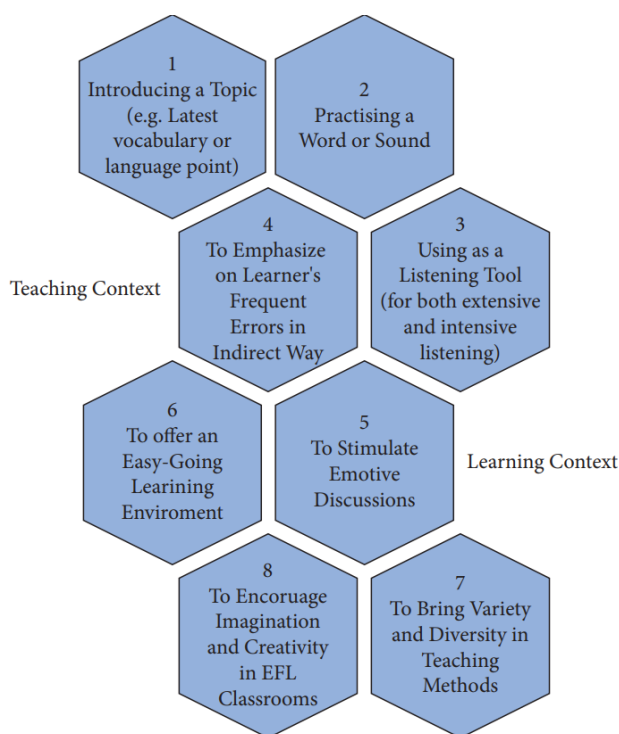 1
Introducing a Topic
(e.g. Latest
vocabulary or
language point)
2
Practising a
Word or Sound
Teaching Context
4
To Emphasize
on Learner's
Frequent
Errors in
Indirect Way
3
Using as a
Listening Tool
(for both extensive
and intensive
listening)
6
To offer an
Easy-Going
Learining
Enviroment
5
To Stimulate
Emotive
Discussions
Learning Context
8
To Encoruage
Imagination
and Creativity
in EFL
Classrooms
7
To Bring Variety
and Diversity in
Teaching
Methods